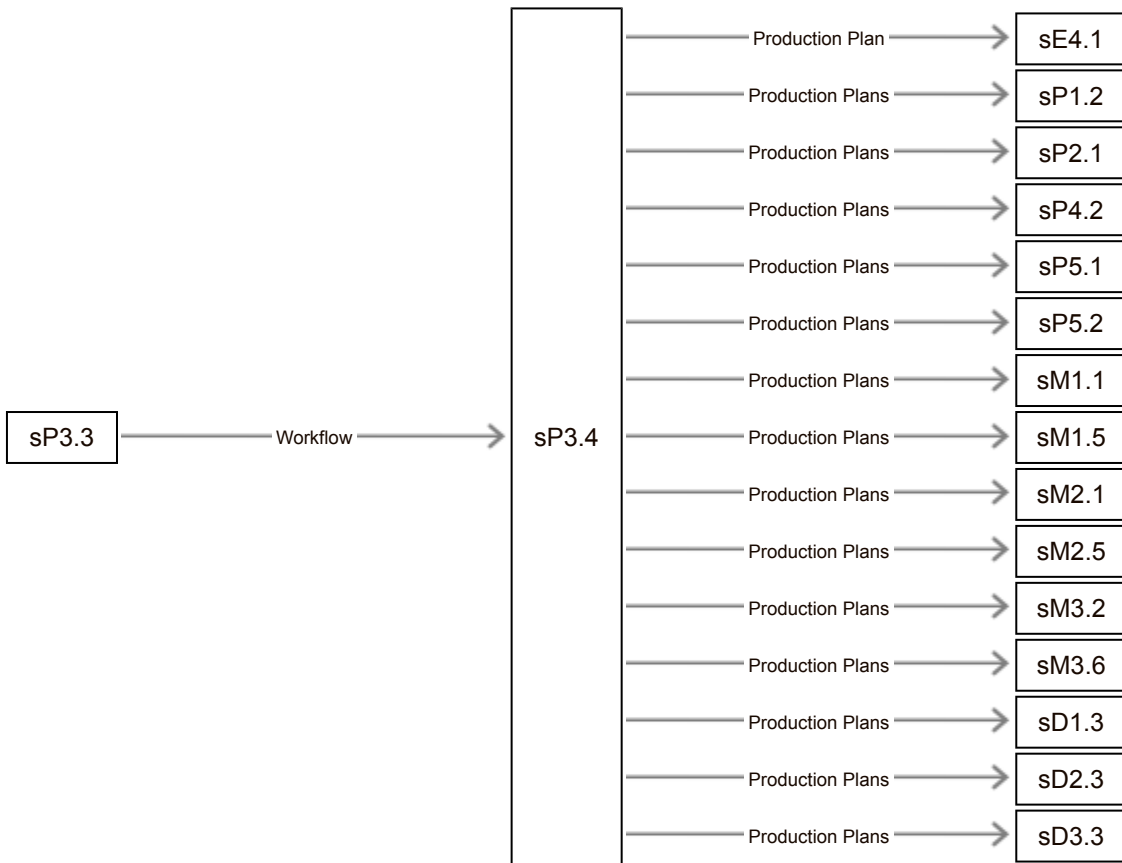 Production Plan sE4.1
Production Plans sP1.2
Production Plans sP2.1
Production Plans sP4.2
Production Plans sP5.1
Production Plans sP5.2
Production Plans sM1.1
sP3.3 Workflow sP3.4 Production Plans sM1.5
Production Plans sM2.1
Production Plans sM2.5
Production Plans sM3.2
Production Plans sM3.6
Production Plans sD1.3
Production Plans sD2.3
Production Plans sD3.3